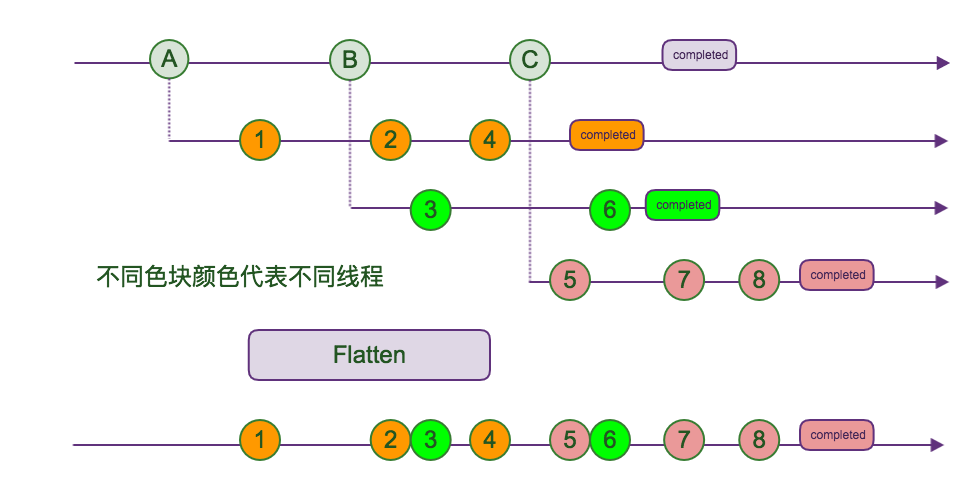 A B C completed
1 2 4 completed
3 6 completed
不同色块颜色代表不同线程
5 7 8 completed
Flatten
1 2 3 4 5 6 7 8 completed